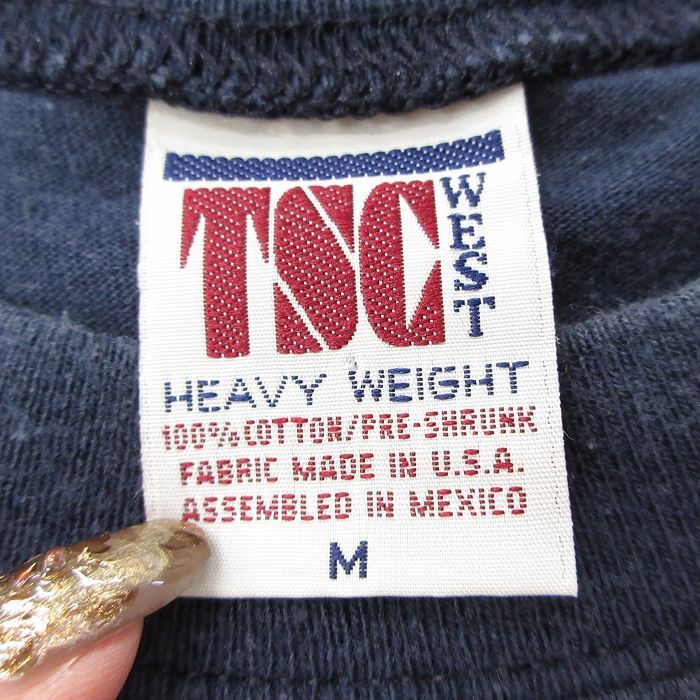 TSC WEST
HEAVY WEIGHT
100% COTTON/PRE-SHRUNK
FABRIC MADE IN U.S.A.
ASSEMBLED IN MEXICO
M